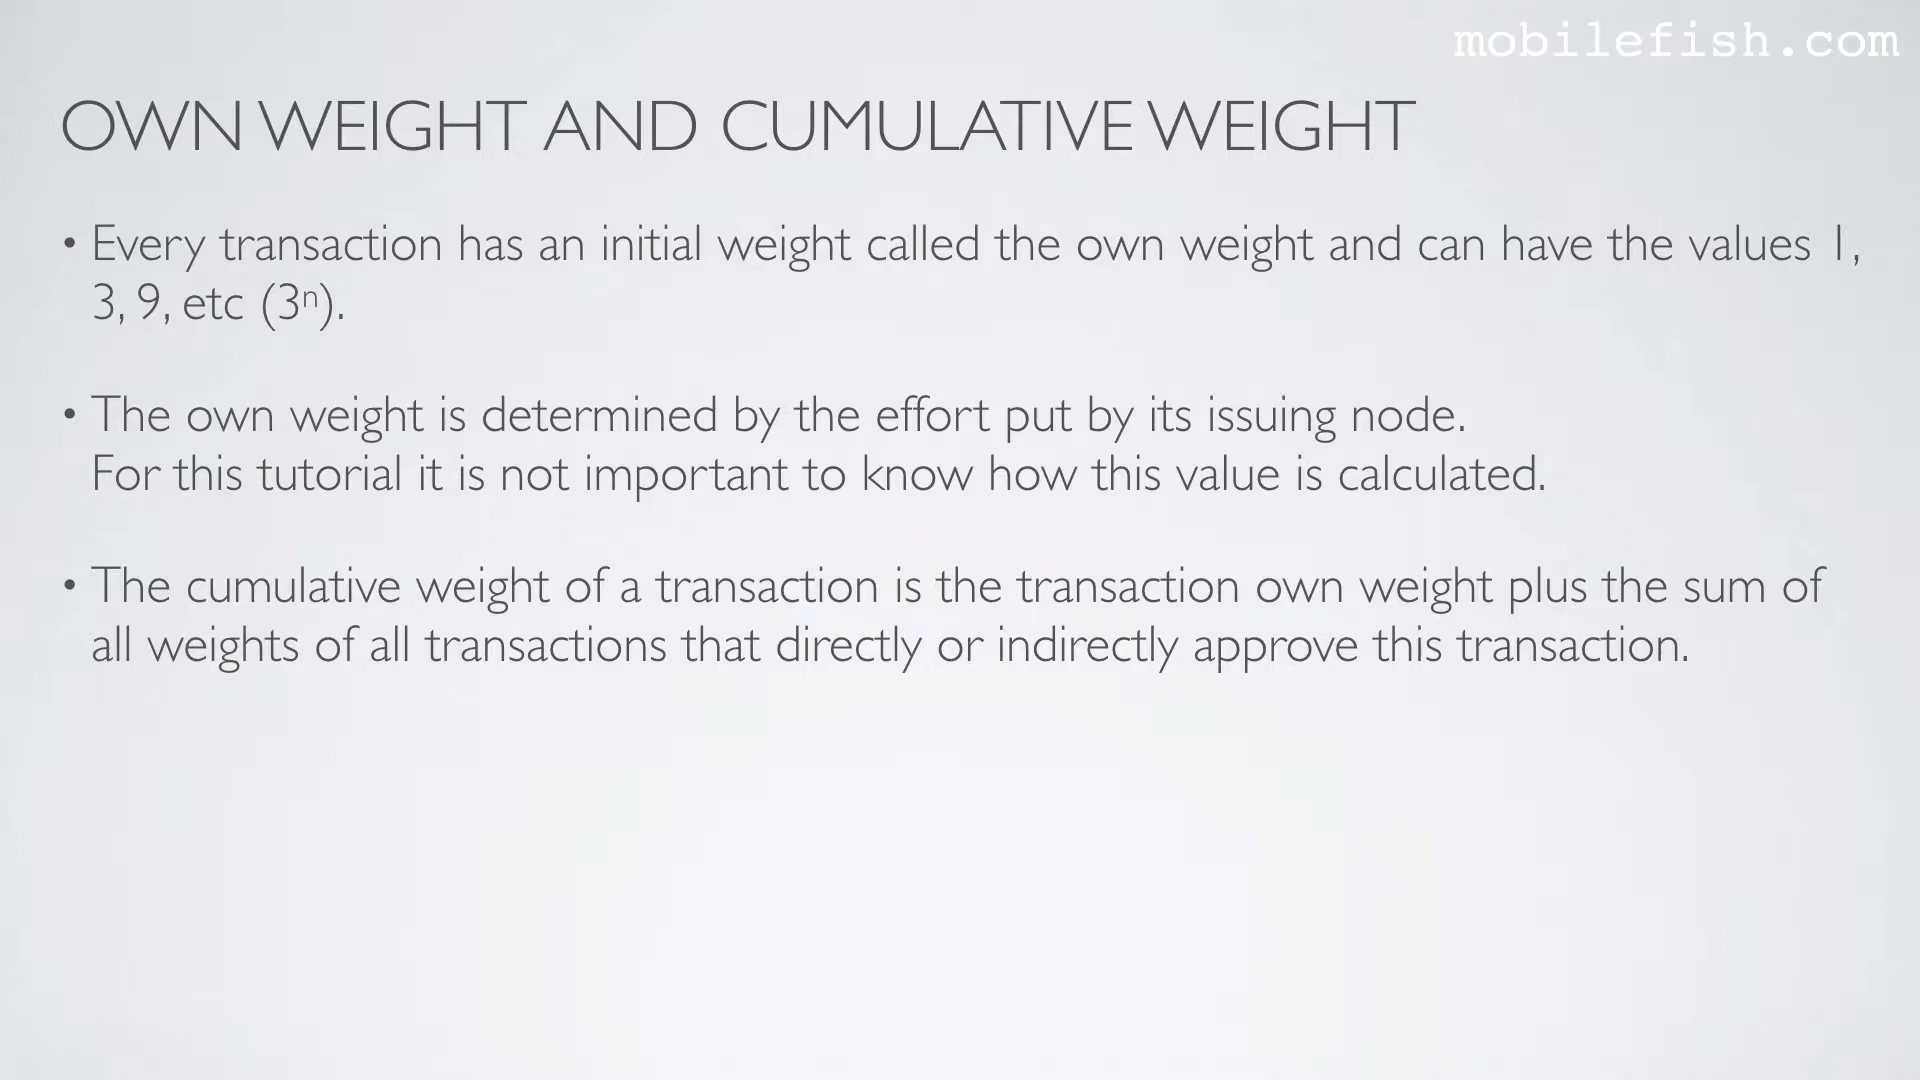 mobilefish.com
OWN WEIGHT AND CUMULATIVE WEIGHT
• Every transaction has an initial weight called the own weight and can have the values 1,
3, 9, etc (3ⁿ).
• The own weight is determined by the effort put by its issuing node.
For this tutorial it is not important to know how this value is calculated.
• The cumulative weight of a transaction is the transaction own weight plus the sum of
all weights of all transactions that directly or indirectly approve this transaction.